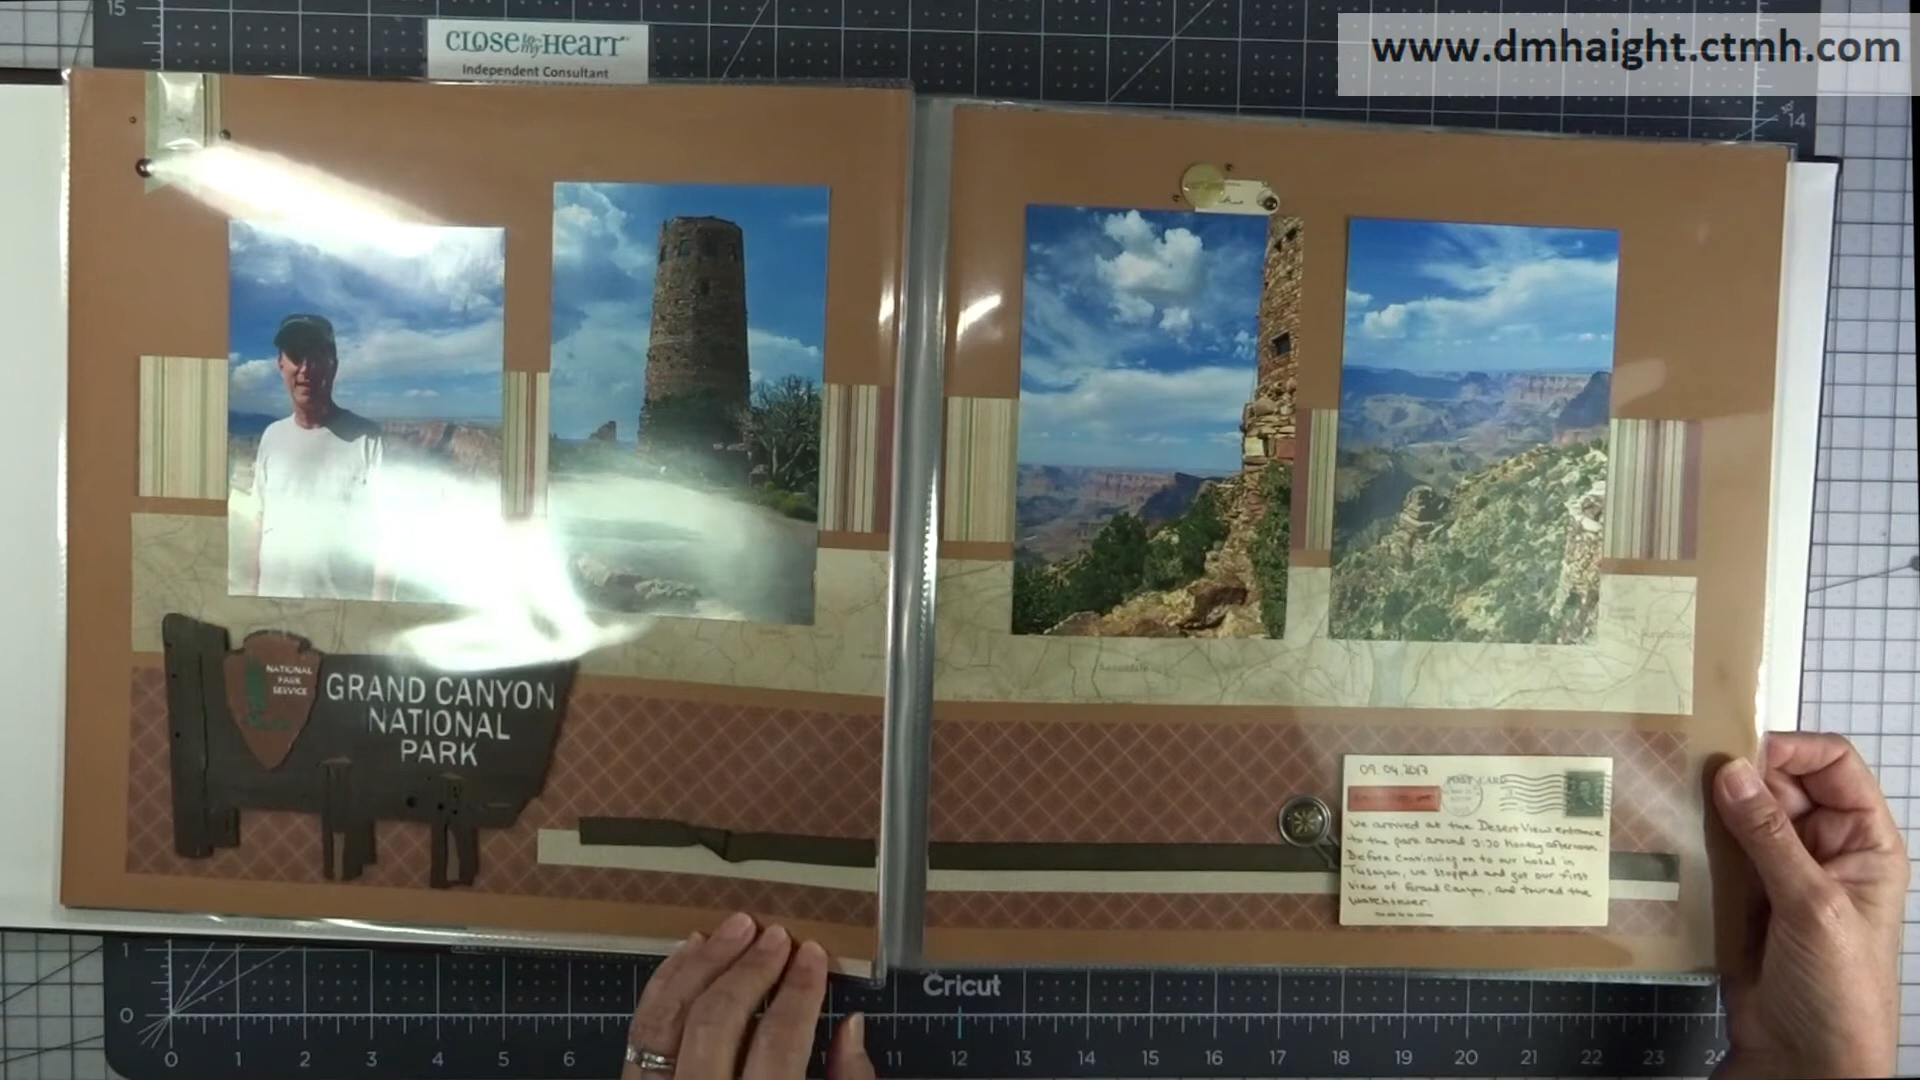 www.dmhaight.ctmh.com
CLOSE to my HEART
Independent Consultant
15
14
NATIONAL
PARK
SERVICE
GRAND CANYON
NATIONAL
PARK
09.04.2017
POST CARD
We arrived at the Desert View entrance
to the park around 3:30 Monday afternoon.
Before continuing on to our hotel in
Tusayan, we stopped and got our first
view of Grand Canyon, and toured the
Watchtower.
Cricut
1
0
0 1 2 3 4 5 6 11 12 13 14 15 16 17 18 19 20 21 22 23 24